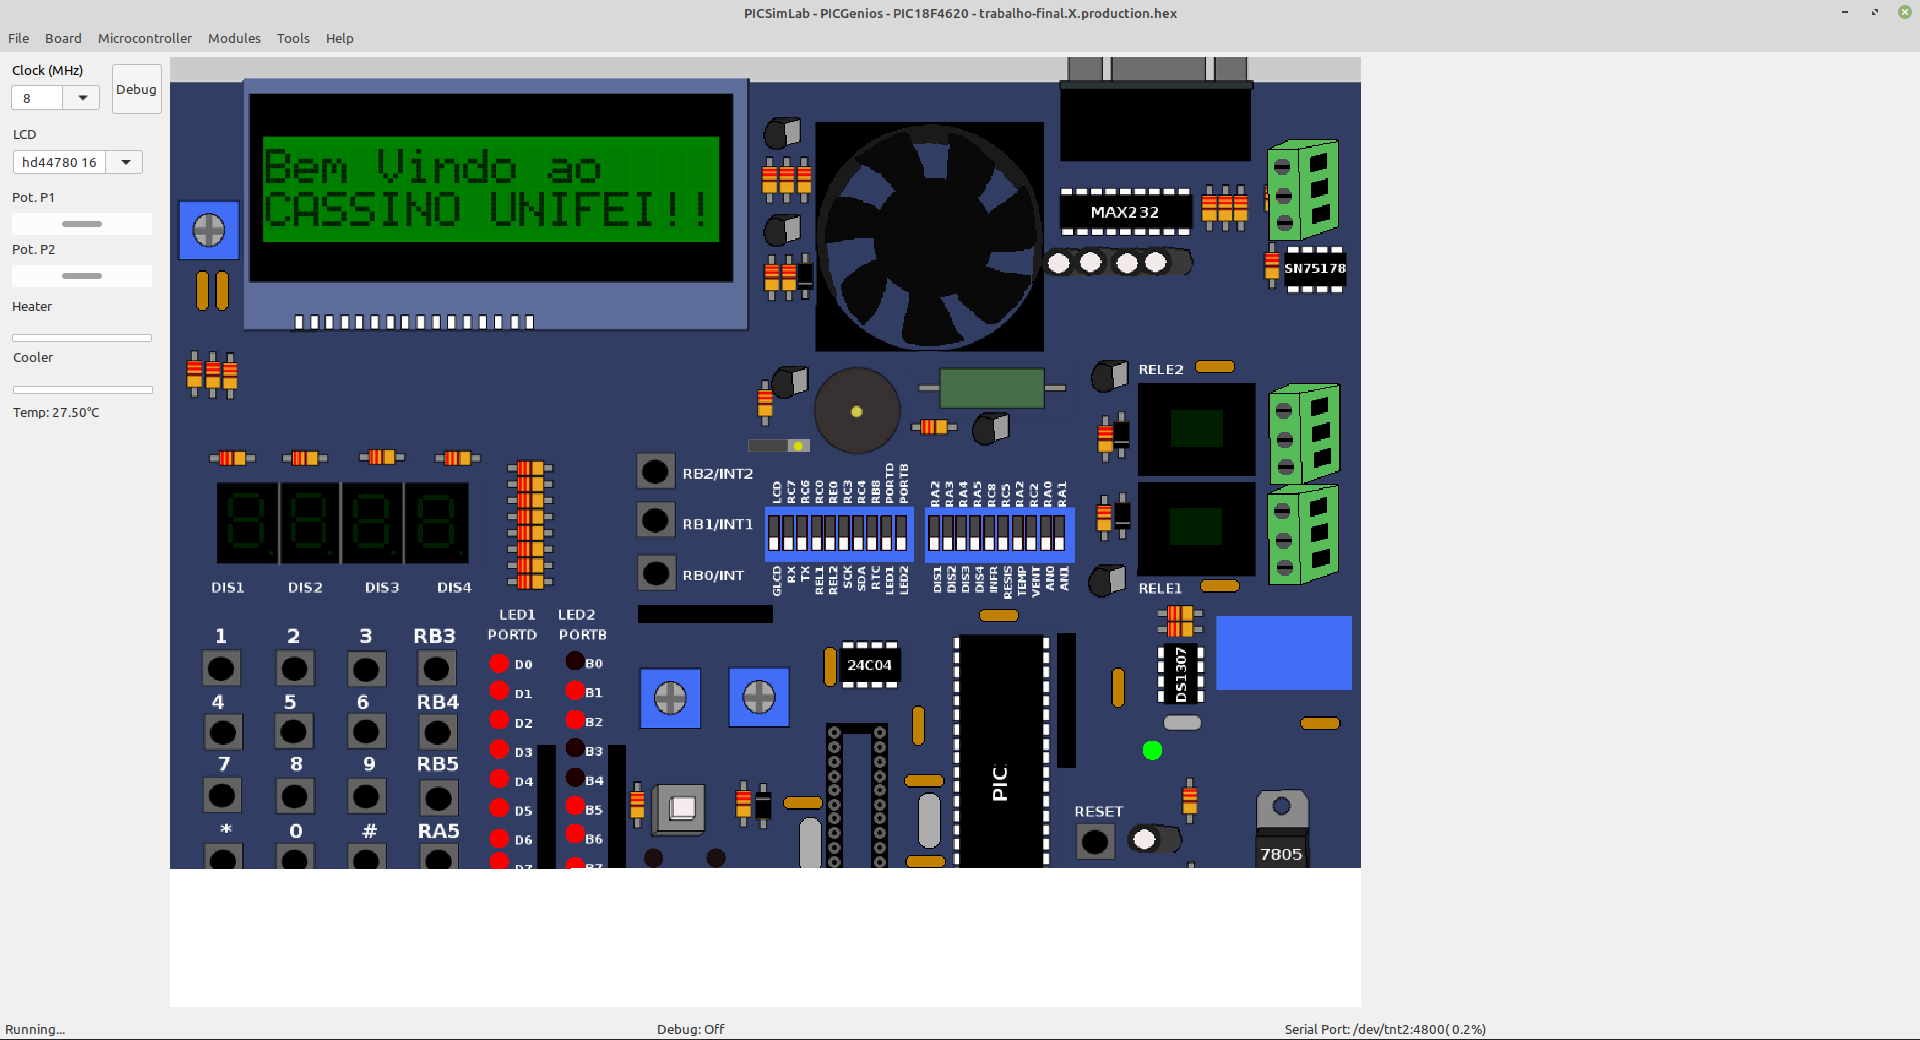 PICSimLab - PICGenios - PIC18F4620 - trabalho-final.X.production.hex
File Board Microcontroller Modules Tools Help
Clock (MHz)
8
Debug
LCD
hd44780 16
Pot. P1
Pot. P2
Heater
Cooler
Temp: 27.50°C
Bem Vindo ao
CASSINO UNIFEI!!
MAX232
SN75178
RELE2
RELE1
RB2/INT2
RB1/INT1
RB0/INT
LCD RC7 RC6 RC0 RE0 RC3 RC4 RB8 PORTD PORTB
GLCD RX TX REL1 REL2 SCK SDA RTC LED1 LED2
RA2 RA3 RA4 RA5 RC8 RC5 RA2 RC2 RA0 RA1
DIS1 DIS2 DIS3 DIS4 INFR RESIS TEMP VENT AN0 AN1
DIS1 DIS2 DIS3 DIS4
LED1 LED2
PORTD PORTB
1 2 3 RB3
4 5 6 RB4
7 8 9 RB5
* 0 # RA5
D0 B0
D1 B1
D2 B2
D3 B3
D4 B4
D5 B5
D6 B6
D7 B7
24C04
PIC
DS1307
RESET
7805
Running...
Debug: Off
Serial Port: /dev/tnt2:4800( 0.2%)